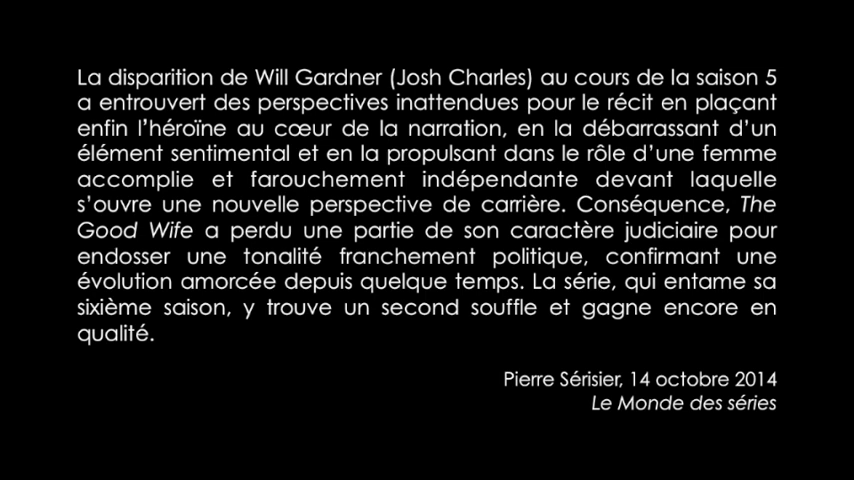 La disparition de Will Gardner (Josh Charles) au cours de la saison 5
a entrouvert des perspectives inattendues pour le récit en plaçant
enfin l’héroïne au cœur de la narration, en la débarrassant d’un
élément sentimental et en la propulsant dans le rôle d’une femme
accomplie et farouchement indépendante devant laquelle
s’ouvre une nouvelle perspective de carrière. Conséquence, The
Good Wife a perdu une partie de son caractère judiciaire pour
endosser une tonalité franchement politique, confirmant une
évolution amorcée depuis quelque temps. La série, qui entame sa
sixième saison, y trouve un second souffle et gagne encore en
qualité.
Pierre Sérisier, 14 octobre 2014
Le Monde des séries